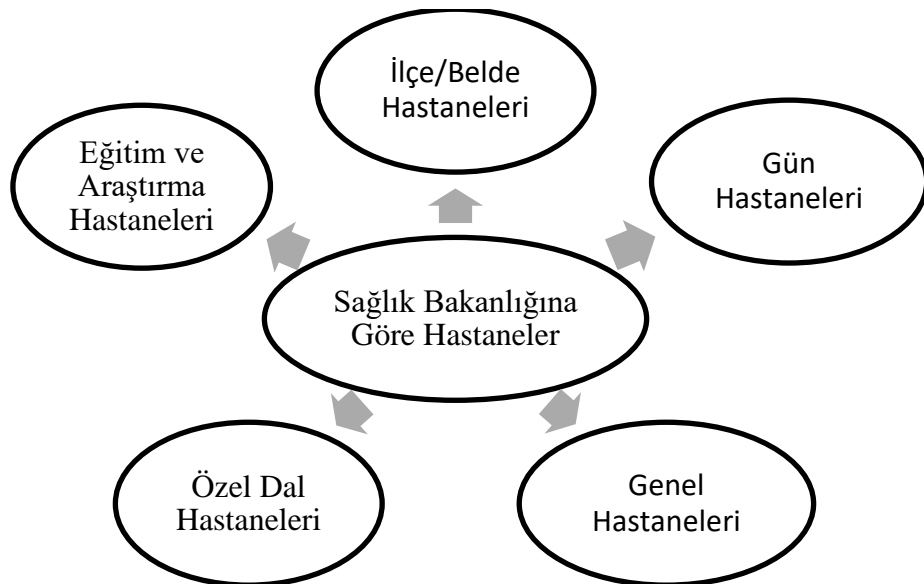 İlçe/Belde
Hastaneleri
Eğitim ve
Araştırma
Hastaneleri
Gün
Hastaneleri
Sağlık Bakanlığına
Göre Hastaneler
Özel Dal
Hastaneleri
Genel
Hastaneleri